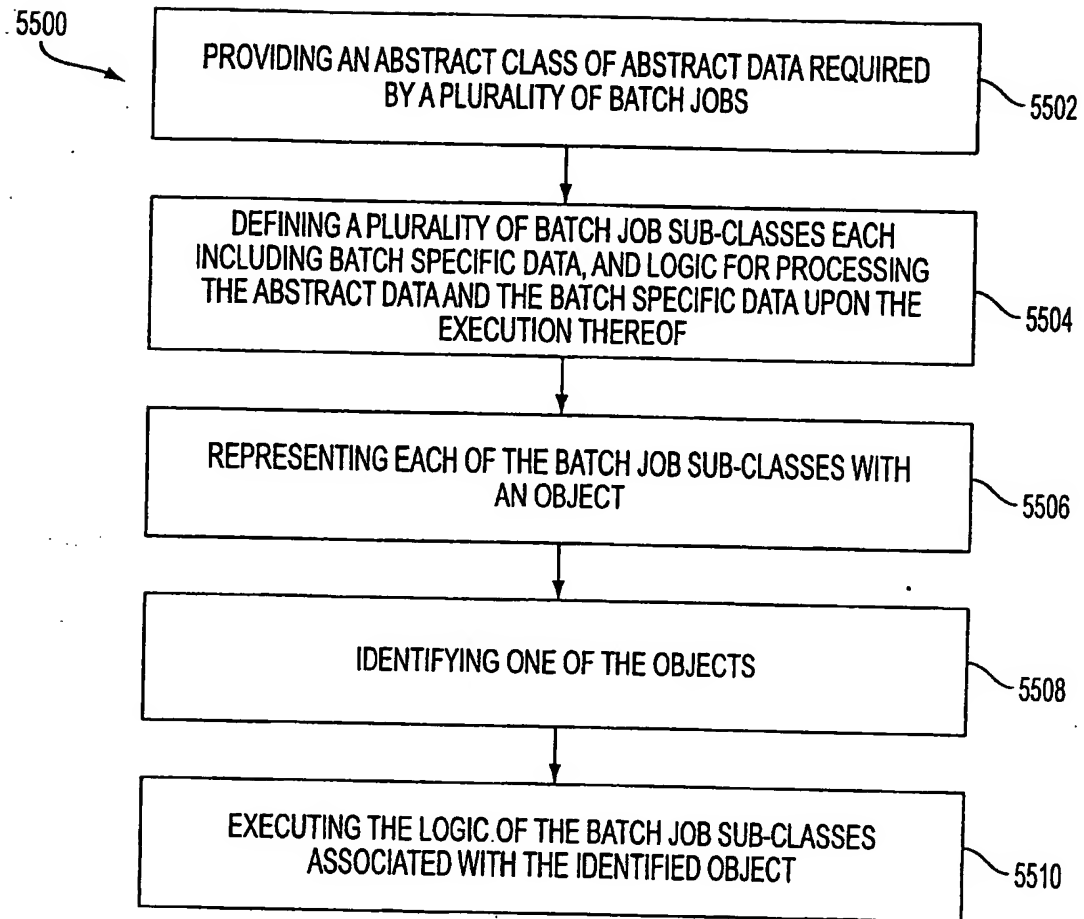 5500
PROVIDING AN ABSTRACT CLASS OF ABSTRACT DATA REQUIRED
BY A PLURALITY OF BATCH JOBS
5502
DEFINING A PLURALITY OF BATCH JOB SUB-CLASSES EACH
INCLUDING BATCH SPECIFIC DATA, AND LOGIC FOR PROCESSING
THE ABSTRACT DATA AND THE BATCH SPECIFIC DATA UPON THE
EXECUTION THEREOF
5504
REPRESENTING EACH OF THE BATCH JOB SUB-CLASSES WITH
AN OBJECT
5506
IDENTIFYING ONE OF THE OBJECTS
5508
EXECUTING THE LOGIC OF THE BATCH JOB SUB-CLASSES
ASSOCIATED WITH THE IDENTIFIED OBJECT
5510